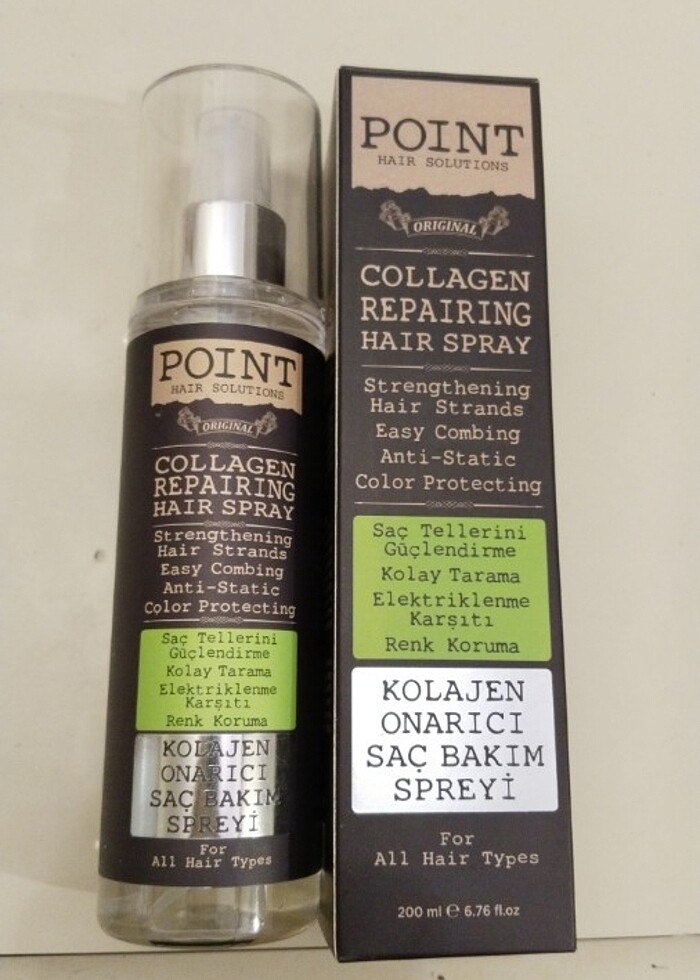 POINT
HAIR SOLUTIONS
ORIGINAL
COLLAGEN
REPAIRING
HAIR SPRAY
Strengthening
Hair Strands
Easy Combing
Anti-Static
Color Protecting
Saç Tellerini
Güçlendirme
Kolay Tarama
Elektriklenme
Karşıtı
Renk Koruma
KOLAJEN
ONARICI
SAÇ BAKIM
SPREYİ
For
All Hair Types
POINT
HAIR SOLUTIONS
ORIGINAL
COLLAGEN
REPAIRING
HAIR SPRAY
Strengthening
Hair Strands
Easy Combing
Anti-Static
Color Protecting
Saç Tellerini
Güçlendirme
Kolay Tarama
Elektriklenme
Karşıtı
Renk Koruma
KOLAJEN
ONARICI
SAÇ BAKIM
SPREYİ
For
All Hair Types
200 ml ℮ 6.76 fl.oz